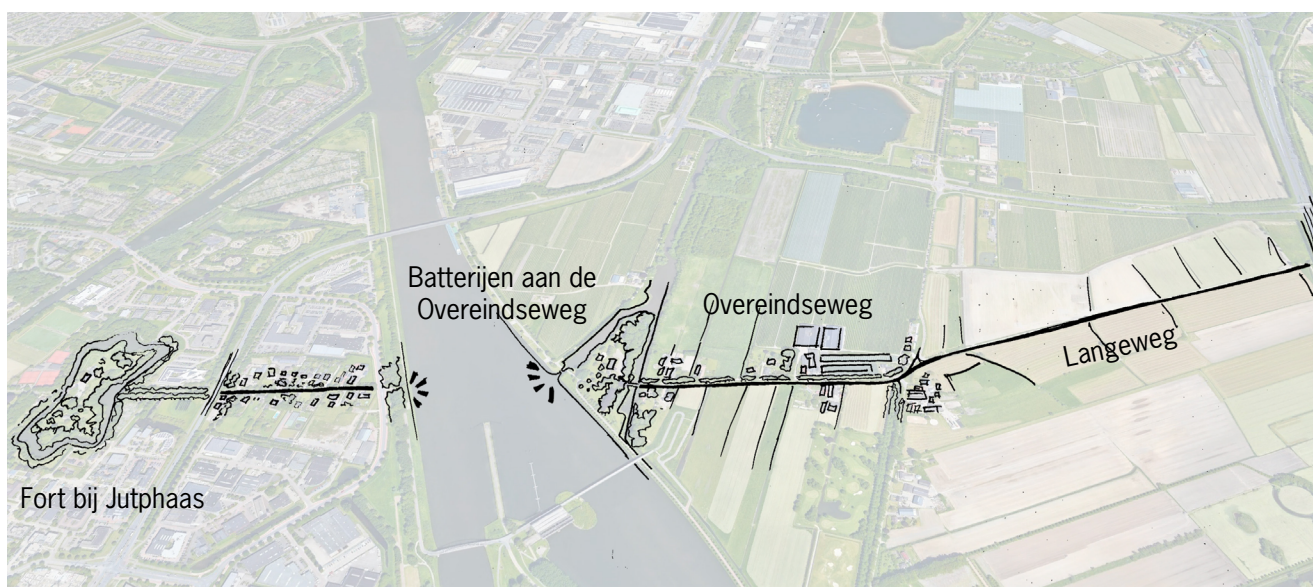 Batterijen aan de
Overeindseweg
Overeindseweg
Langeweg
Fort bij Jutphaas